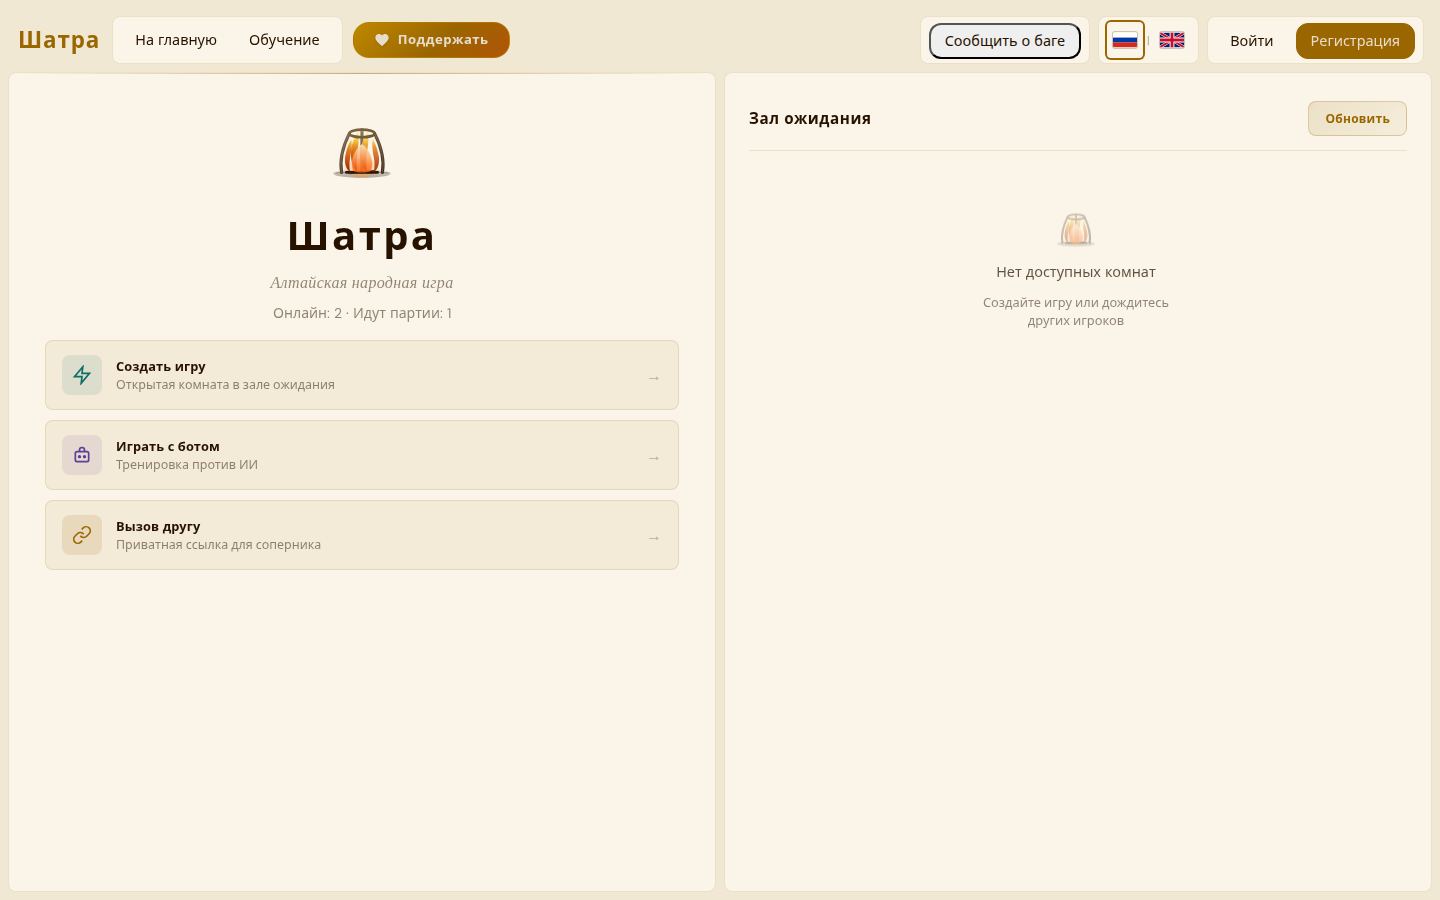 Шатра
На главную
Обучение
Поддержать
Сообщить о баге
|
Войти
Регистрация
Шатра
Алтайская народная игра
Онлайн: 2 · Идут партии: 1
Создать игру
Открытая комната в зале ожидания
→
Играть с ботом
Тренировка против ИИ
→
Вызов другу
Приватная ссылка для соперника
→
Зал ожидания
Обновить
Нет доступных комнат
Создайте игру или дождитесь
других игроков